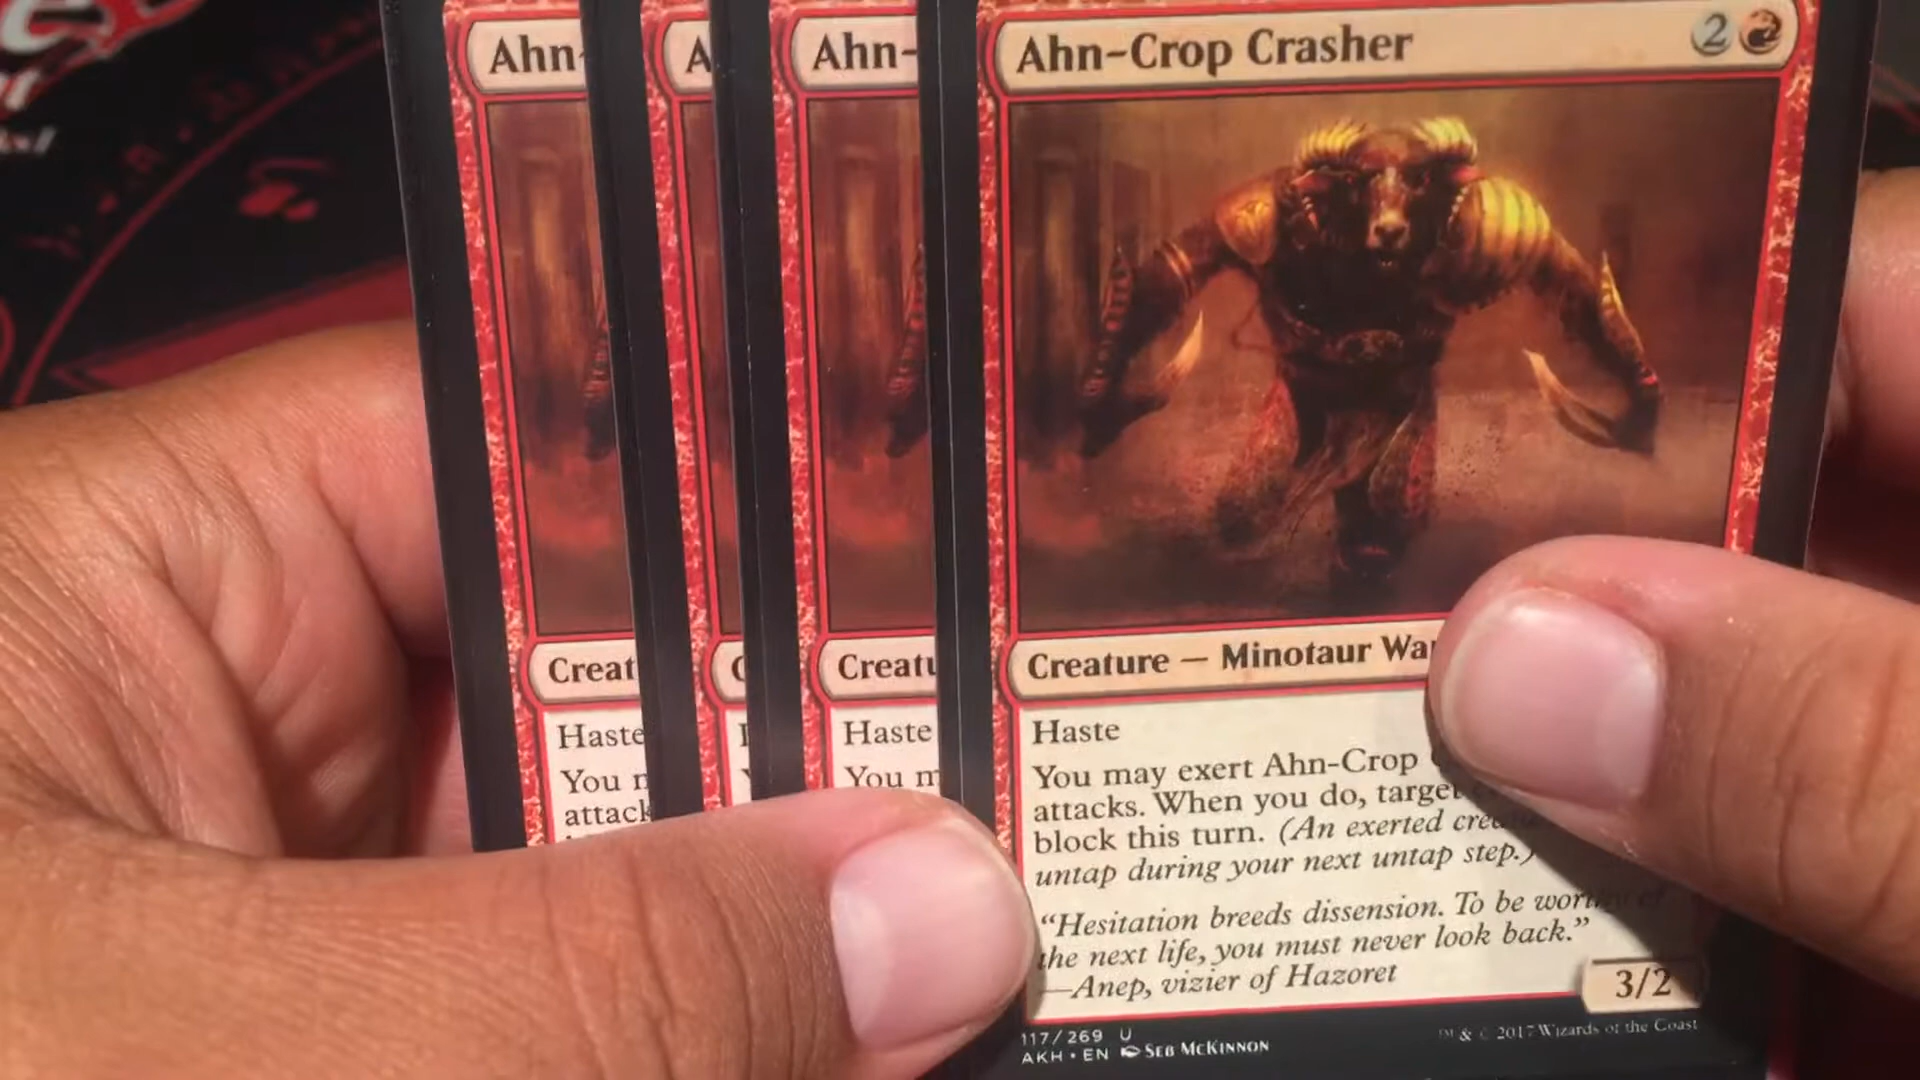 Ahn-
A
Ahn-
Ahn-Crop Crasher
2
Creat
C
Creatu
Creature — Minotaur Wa
Haste
Haste
Haste
You m
attack
You m
You may exert Ahn-Crop
attacks. When you do, target
block this turn. (An exerted
untap during your next untap step.)
"Hesitation breeds dissension. To be worthy of
the next life, you must never look back."
—Anep, vizier of Hazoret
3/2
117/269 U
AKH • EN SEB McKINNON
™ & © 2017 Wizards of the Coast